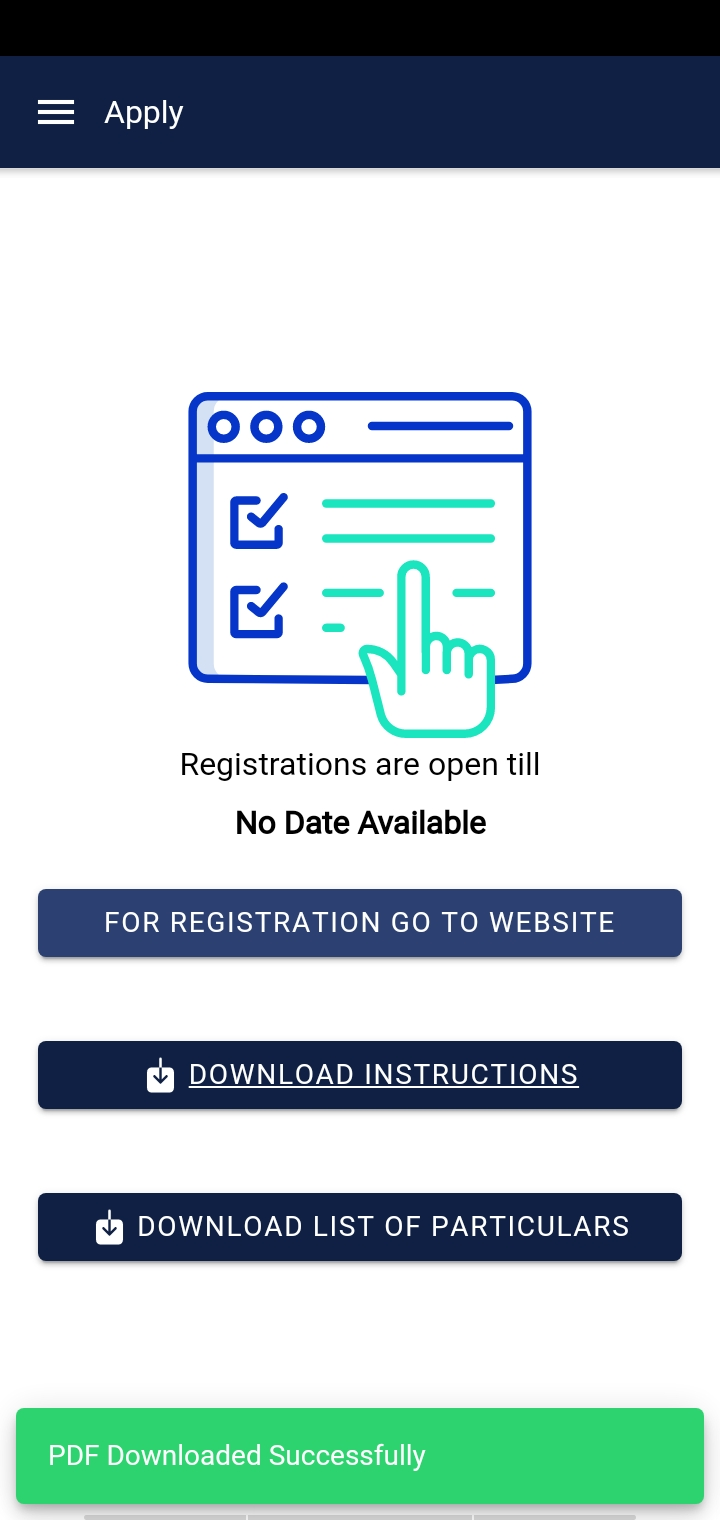 Apply
Registrations are open till
No Date Available
FOR REGISTRATION GO TO WEBSITE
DOWNLOAD INSTRUCTIONS
DOWNLOAD LIST OF PARTICULARS
PDF Downloaded Successfully